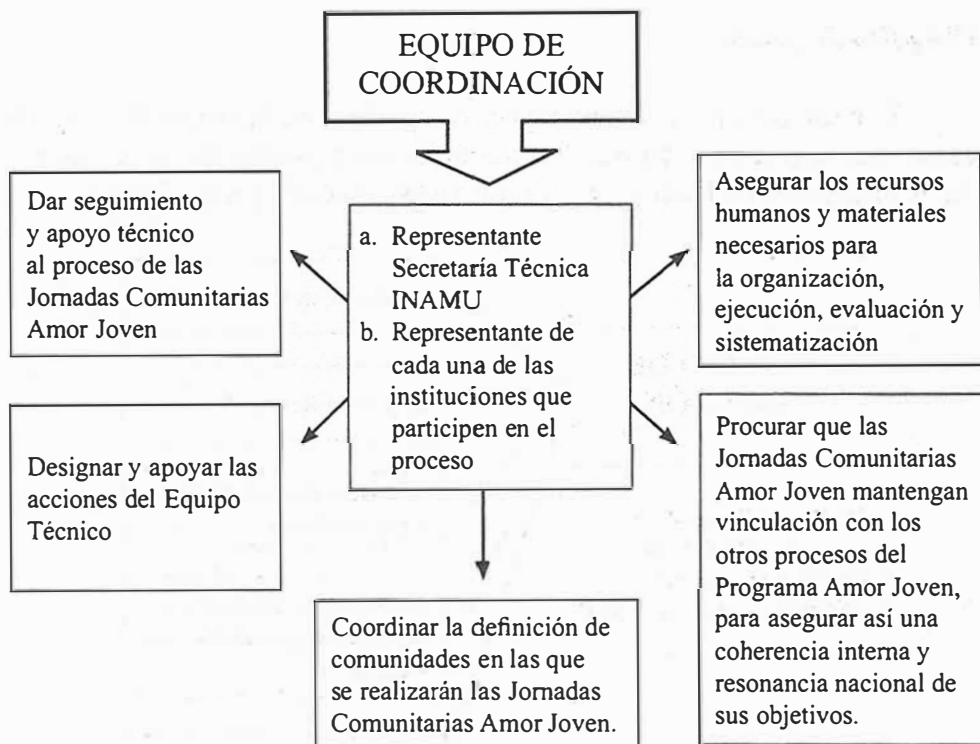 EQUIPO DE
COORDINACIÓN
Dar seguimiento
y apoyo técnico
al proceso de las
Jornadas Comunitarias
Amor Joven
a. Representante
Secretaría Técnica
INAMU
b. Representante de
cada una de las
instituciones que
participen en el
proceso
Asegurar los recursos
humanos y materiales
necesarios para
la organización,
ejecución, evaluación y
sistematización
Designar y apoyar las
acciones del Equipo
Técnico
Coordinar la definición de
comunidades en las que
se realizarán las Jornadas
Comunitarias Amor Joven.
Procurar que las
Jornadas Comunitarias
Amor Joven mantengan
vinculación con los
otros procesos del
Programa Amor Joven,
para asegurar así una
coherencia interna y
resonancia nacional de
sus objetivos.